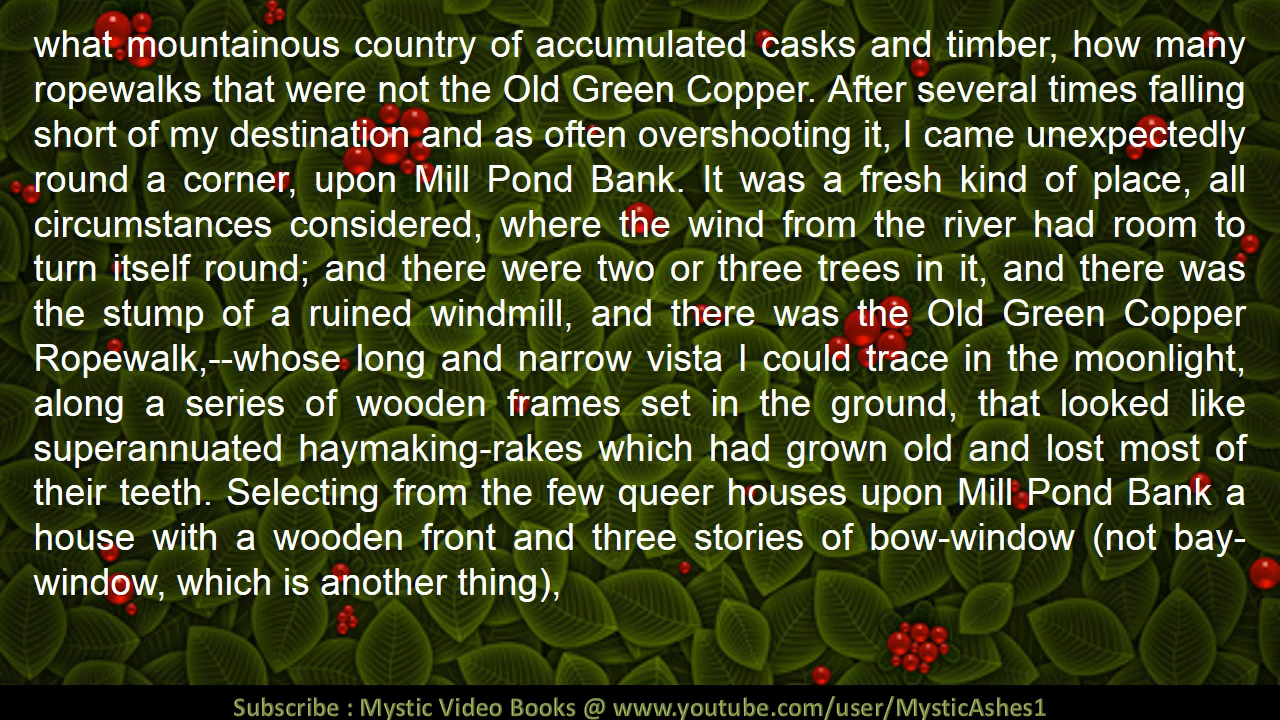 what mountainous country of accumulated casks and timber, how many
ropewalks that were not the Old Green Copper. After several times falling
short of my destination and as often overshooting it, I came unexpectedly
round a corner, upon Mill Pond Bank. It was a fresh kind of place, all
circumstances considered, where the wind from the river had room to
turn itself round; and there were two or three trees in it, and there was
the stump of a ruined windmill, and there was the Old Green Copper
Ropewalk,--whose long and narrow vista I could trace in the moonlight,
along a series of wooden frames set in the ground, that looked like
superannuated haymaking-rakes which had grown old and lost most of
their teeth. Selecting from the few queer houses upon Mill Pond Bank a
house with a wooden front and three stories of bow-window (not bay-
window, which is another thing),
Subscribe : Mystic Video Books @ www.youtube.com/user/MysticAshes1